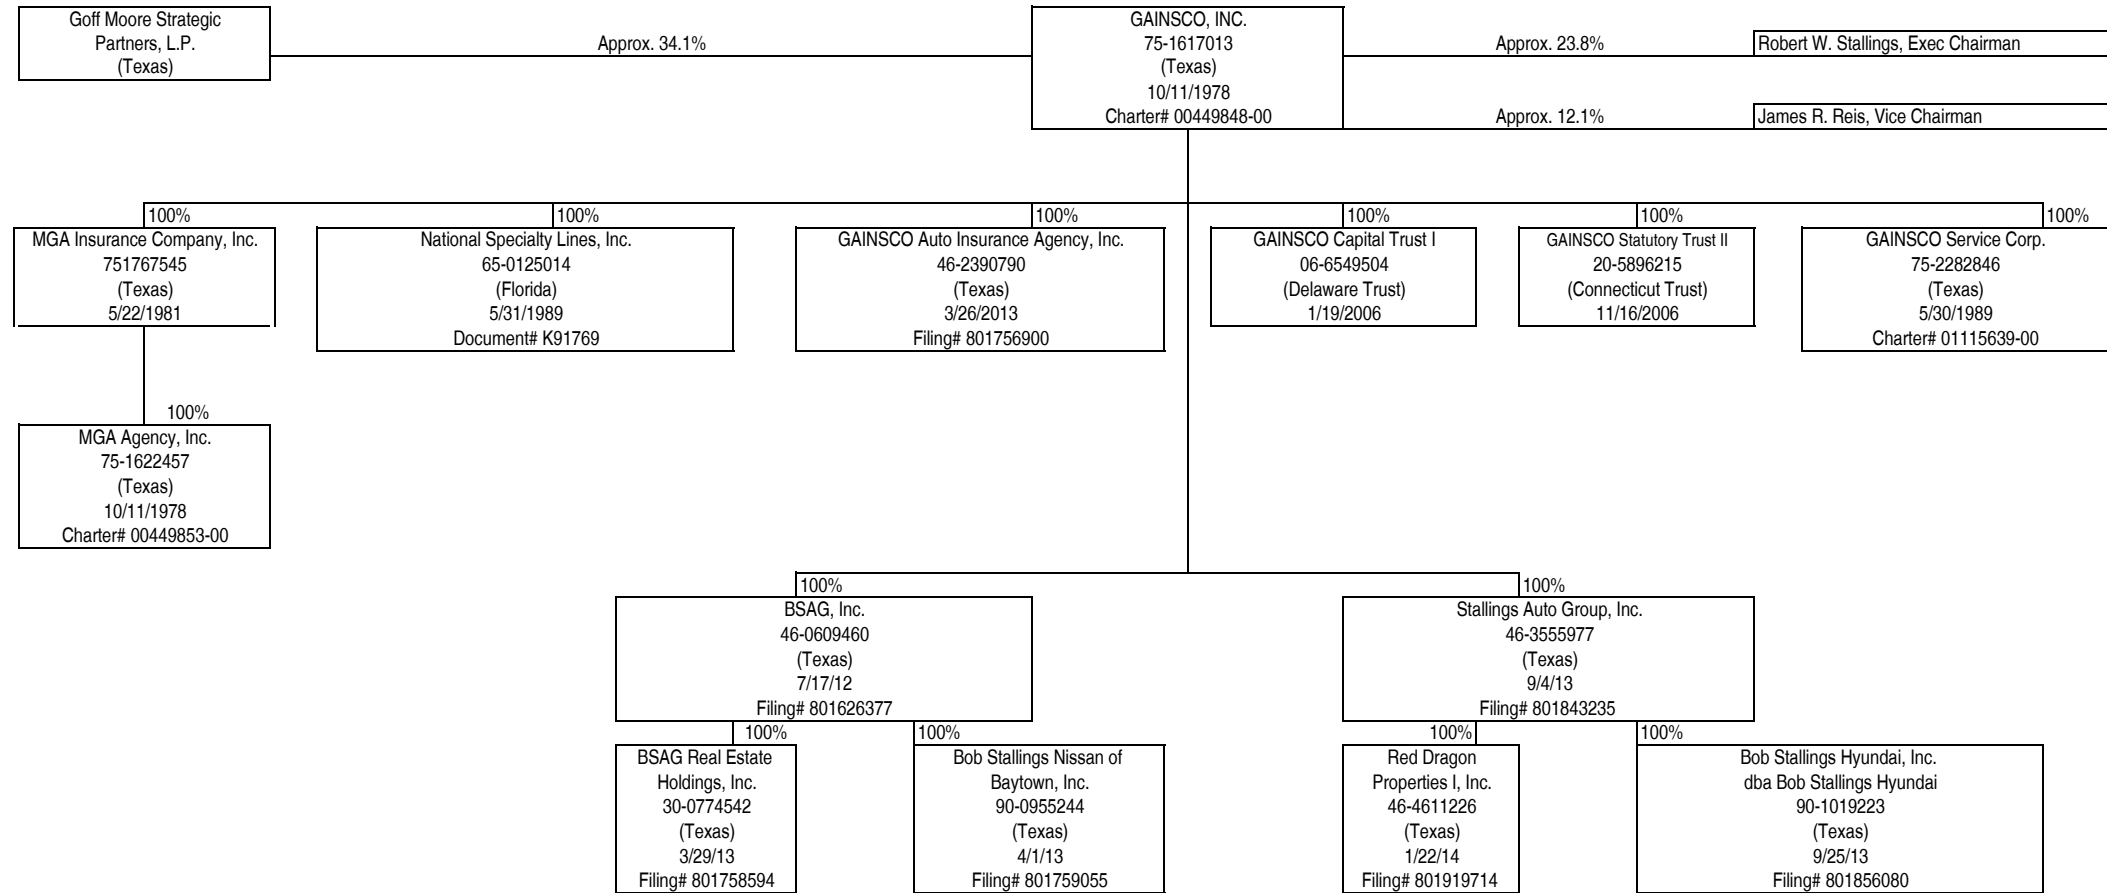 Goff Moore Strategic
Partners, L.P.
(Texas)
Approx. 34.1%
GAINSCO, INC.
75-1617013
(Texas)
10/11/1978
Charter# 00449848-00
Approx. 23.8%
Robert W. Stallings, Exec Chairman
Approx. 12.1%
James R. Reis, Vice Chairman
100%
MGA Insurance Company, Inc.
751767545
(Texas)
5/22/1981
100%
National Specialty Lines, Inc.
65-0125014
(Florida)
5/31/1989
Document# K91769
100%
GAINSCO Auto Insurance Agency, Inc.
46-2390790
(Texas)
3/26/2013
Filing# 801756900
100%
GAINSCO Capital Trust I
06-6549504
(Delaware Trust)
1/19/2006
100%
GAINSCO Statutory Trust II
20-5896215
(Connecticut Trust)
11/16/2006
100%
GAINSCO Service Corp.
75-2282846
(Texas)
5/30/1989
Charter# 01115639-00
100%
MGA Agency, Inc.
75-1622457
(Texas)
10/11/1978
Charter# 00449853-00
100%
BSAG, Inc.
46-0609460
(Texas)
7/17/12
Filing# 801626377
100%
Stallings Auto Group, Inc.
46-3555977
(Texas)
9/4/13
Filing# 801843235
100%
BSAG Real Estate
Holdings, Inc.
30-0774542
(Texas)
3/29/13
Filing# 801758594
100%
Bob Stallings Nissan of
Baytown, Inc.
90-0955244
(Texas)
4/1/13
Filing# 801759055
100%
Red Dragon
Properties I, Inc.
46-4611226
(Texas)
1/22/14
Filing# 801919714
100%
Bob Stallings Hyundai, Inc.
dba Bob Stallings Hyundai
90-1019223
(Texas)
9/25/13
Filing# 801856080